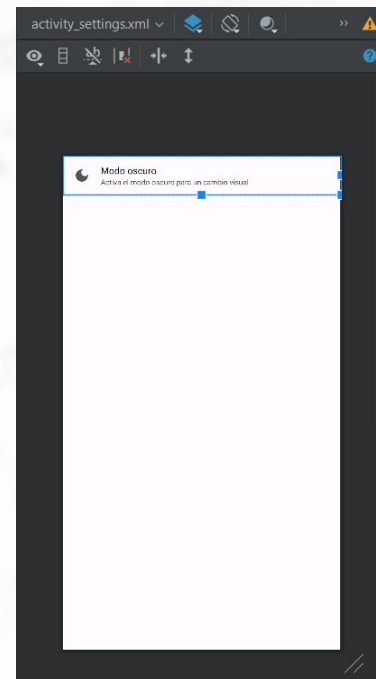 activity_settings.xml
Modo oscuro
Activa el modo oscuro para un cambio visual